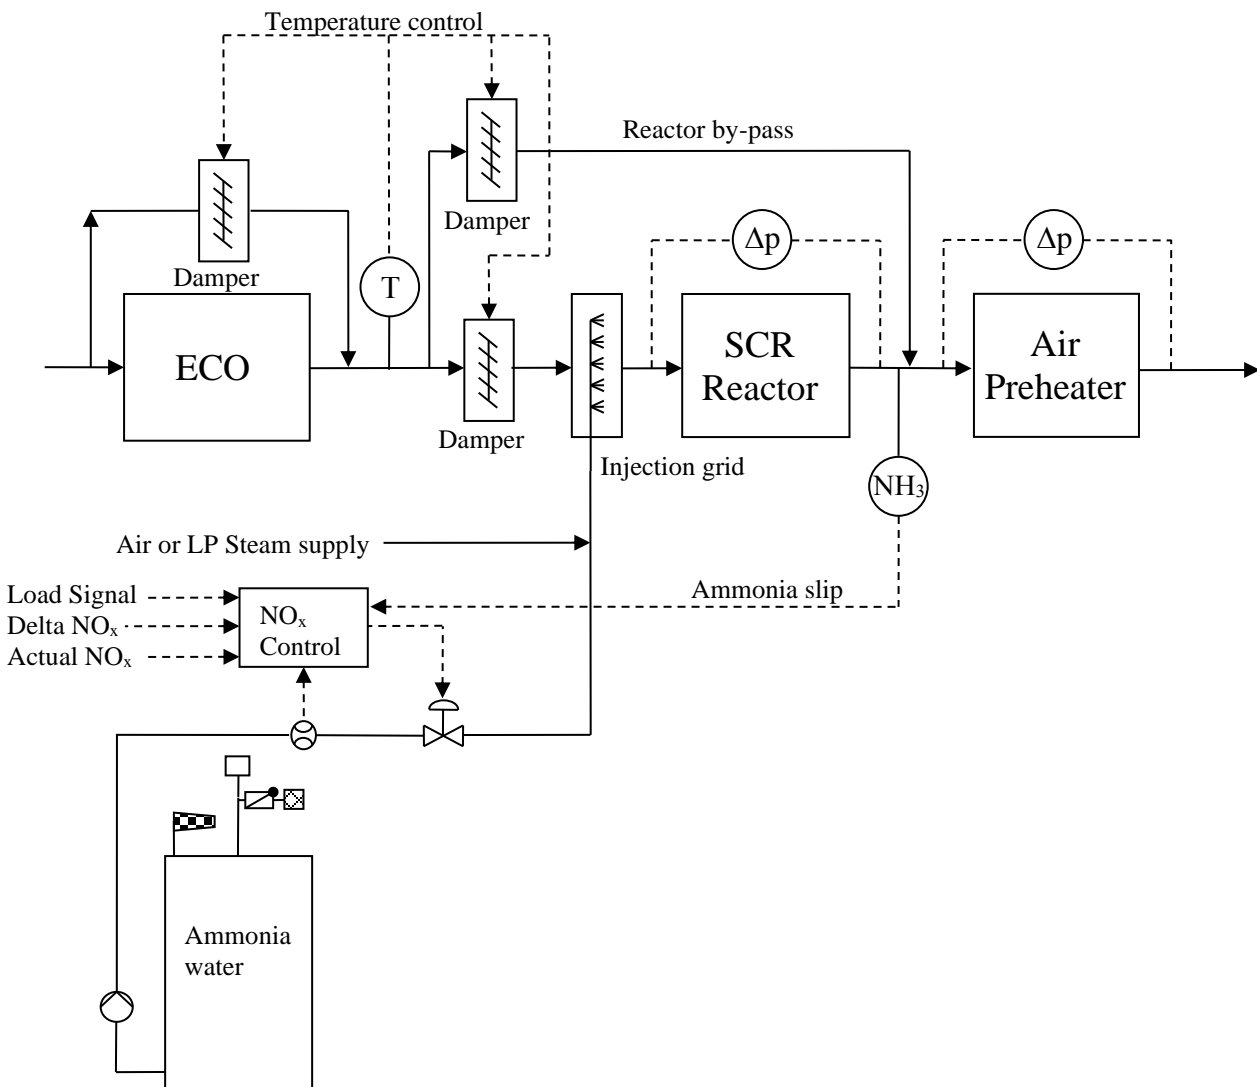 Temperature control
Reactor by-pass
Damper
Δp
Δp
Damper
T
ECO
SCR
Reactor
Air
Preheater
Damper
Injection grid
NH₃
Air or LP Steam supply
Ammonia slip
Load Signal
Delta NOₓ
Actual NOₓ
NOₓ
Control
Ammonia
water